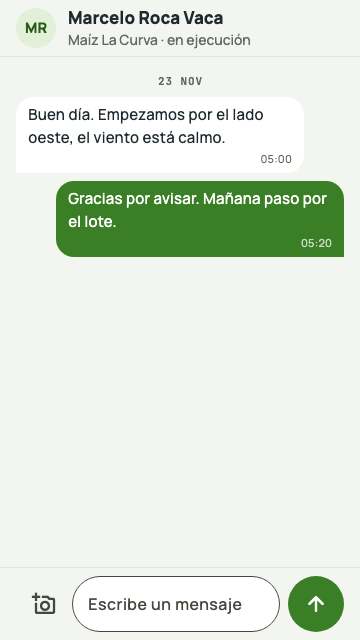 MR
Marcelo Roca Vaca
Maíz La Curva · en ejecución
23 NOV
Buen día. Empezamos por el lado
oeste, el viento está calmo.
05:00
Gracias por avisar. Mañana paso por
el lote.
05:20
Escribe un mensaje